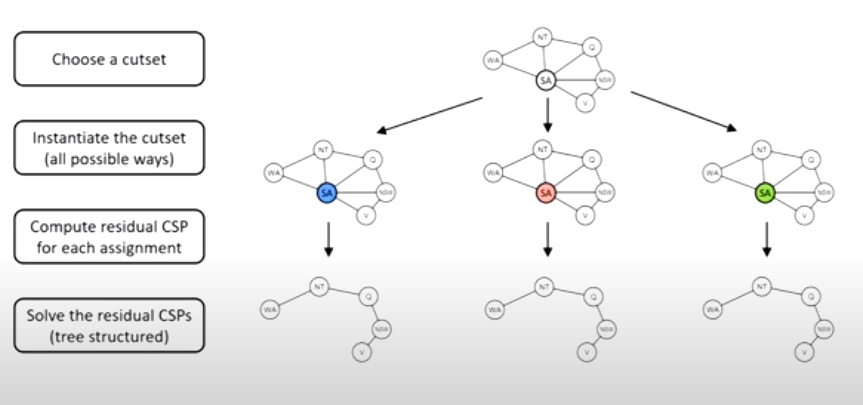 Choose a cutset
NT
Q
WA
SA
NSW
V
Instantiate the cutset
(all possible ways)
NT
Q
WA
SA
NSW
V
NT
Q
WA
SA
NSW
V
NT
Q
WA
SA
NSW
V
Compute residual CSP
for each assignment
Solve the residual CSPs
(tree structured)
NT
Q
WA
NSW
V
NT
Q
WA
NSW
V
NT
Q
WA
NSW
V